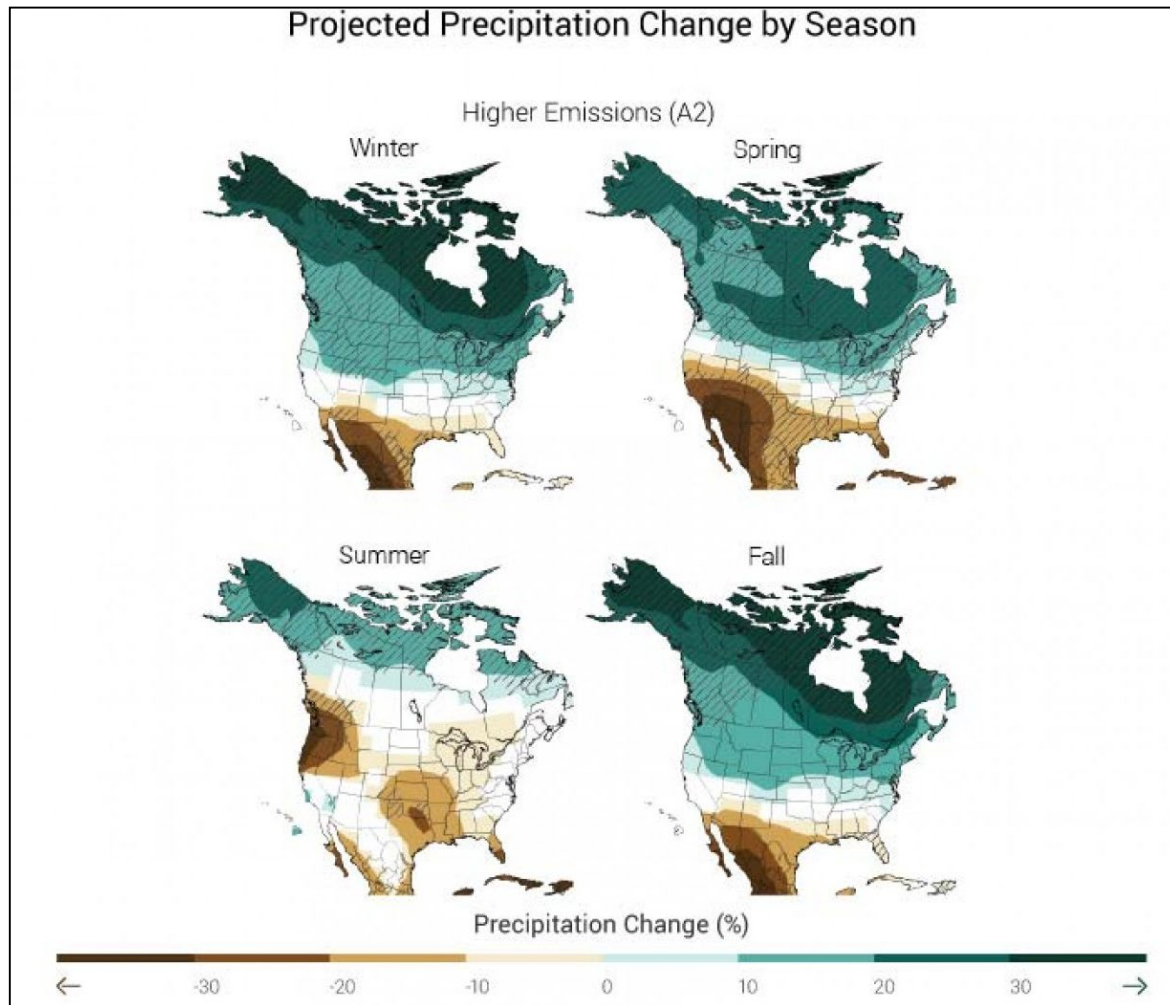 Projected Precipitation Change by Season
Higher Emissions (A2)
Winter
Spring
Summer
Fall
Precipitation Change (%)
← -30 -20 -10 0 10 20 30 →